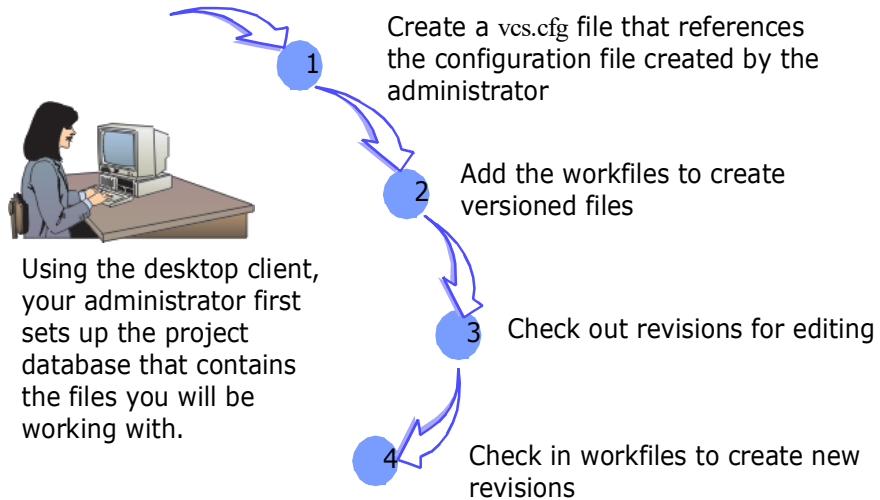 1
Create a vcs.cfg file that references
the configuration file created by the
administrator
2
Add the workfiles to create
versioned files
Using the desktop client,
your administrator first
sets up the project
database that contains
the files you will be
working with.
3
Check out revisions for editing
4
Check in workfiles to create new
revisions